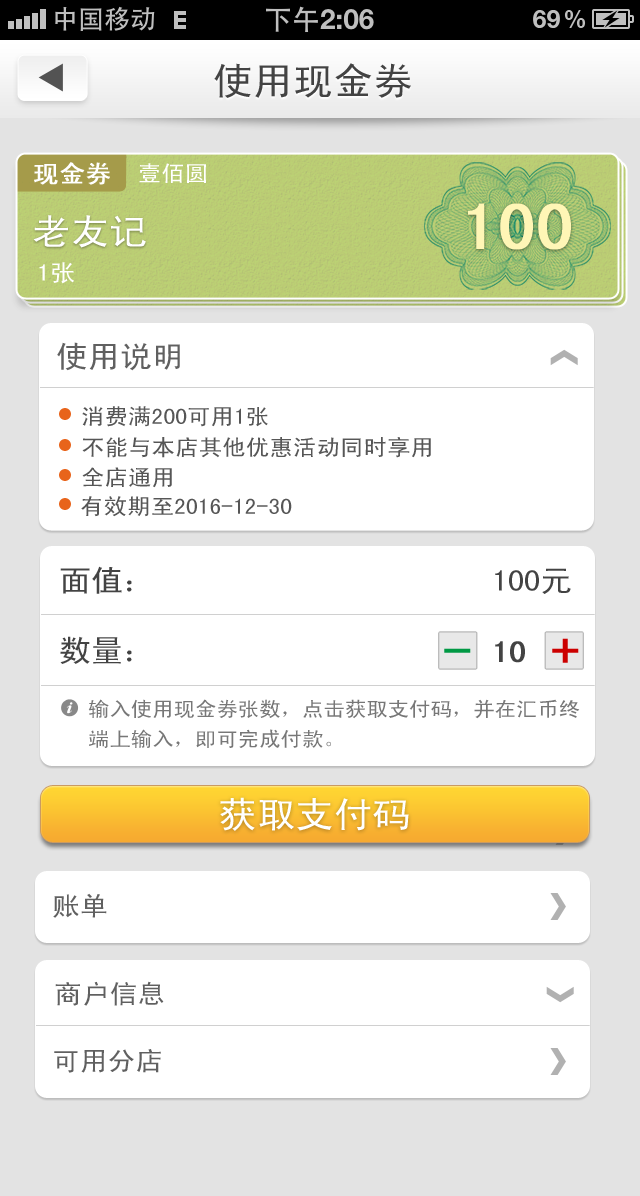 中国移动 E 下午2:06 69%
使用现金券
现金券 壹佰圆
老友记
1张
100
使用说明
消费满200可用1张
不能与本店其他优惠活动同时享用
全店通用
有效期至2016-12-30
面值： 100元
数量： 10
输入使用现金券张数，点击获取支付码，并在汇币终
端上输入，即可完成付款。
获取支付码
账单
商户信息
可用分店